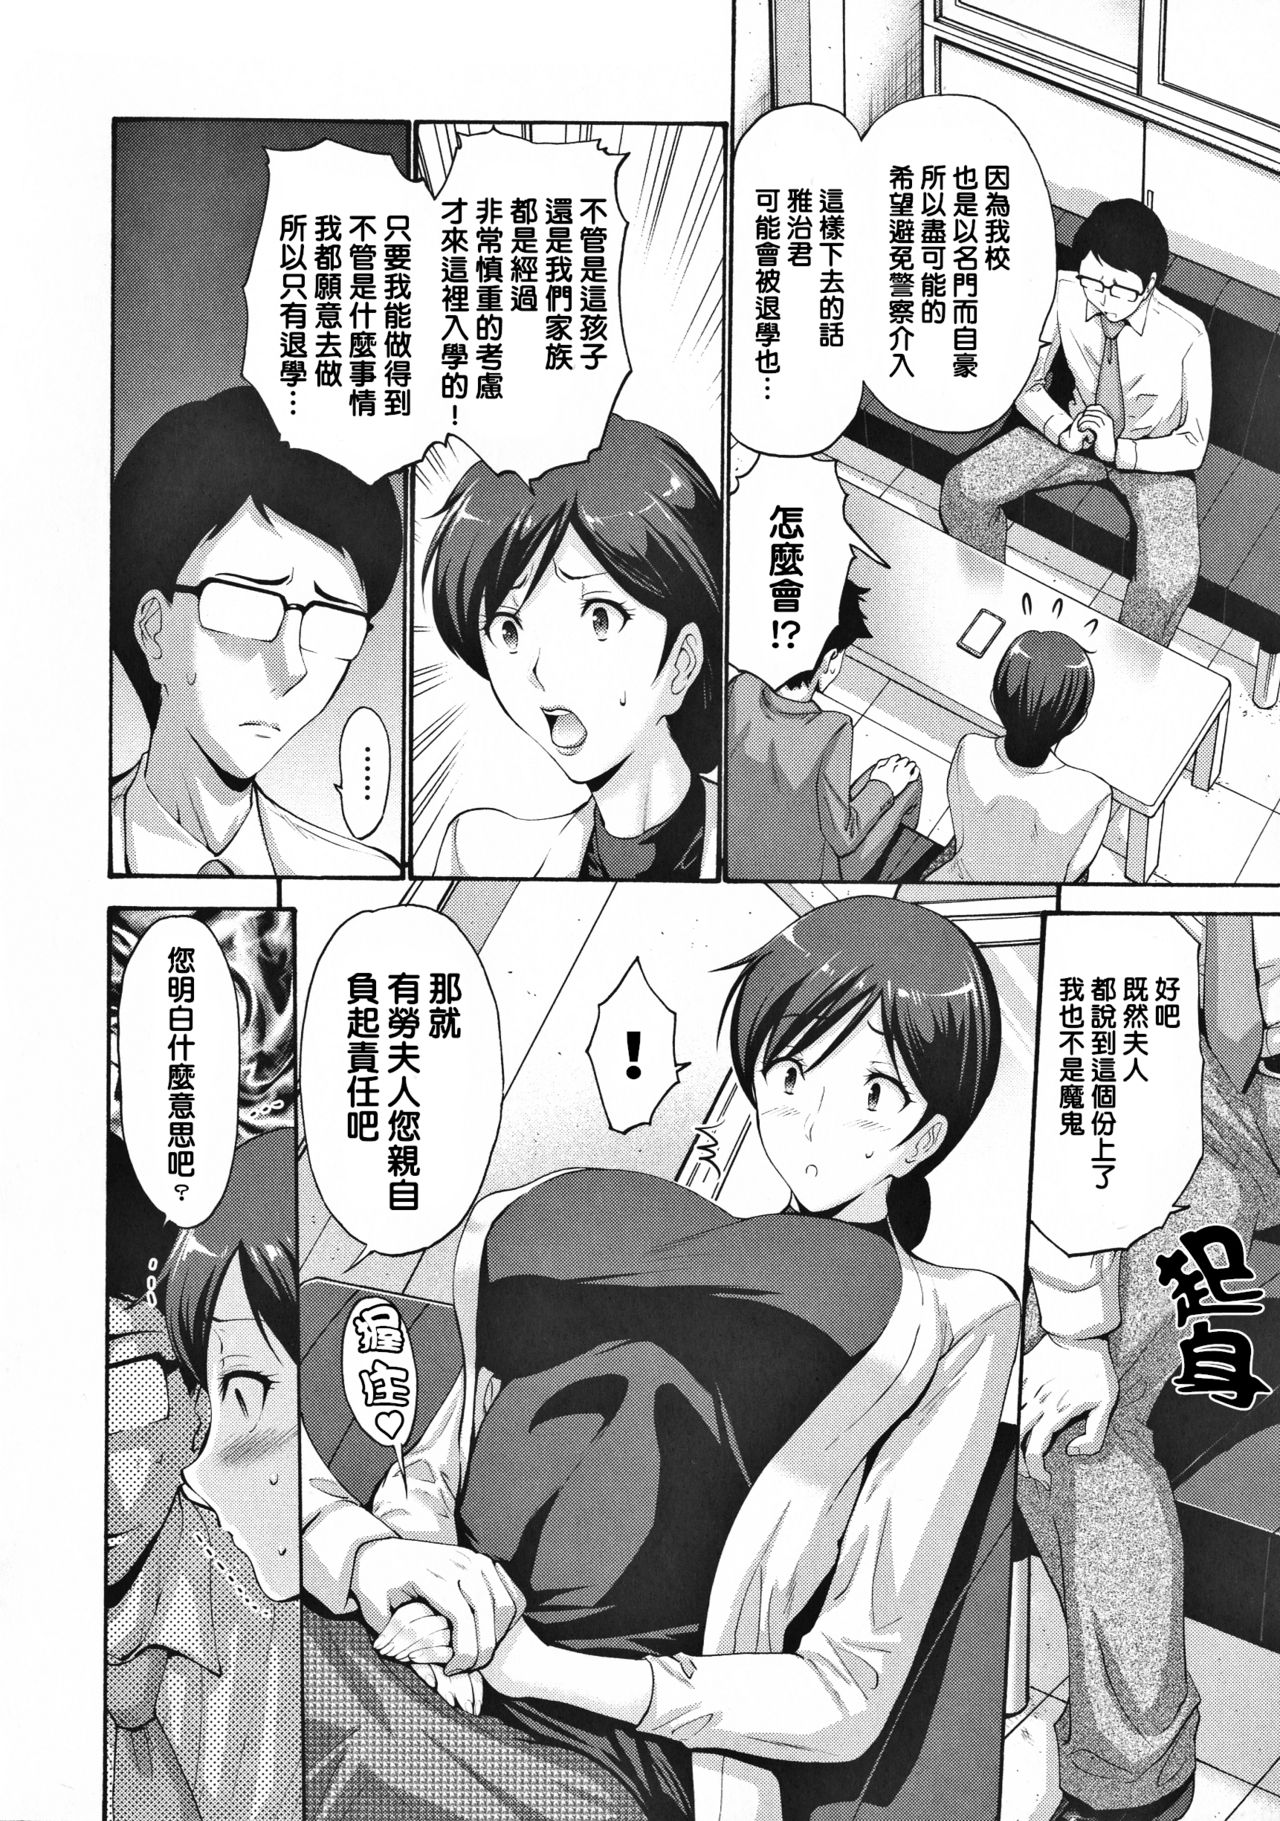 因為我校
也是以名門而自豪
所以盡可能的
希望避免警察介入
這樣下去的話
雅治君
可能會被退學也…
怎麼會!?
不管是這孩子
還是我們家族
都是經過
非常慎重的考慮
才來這裡入學的！
只要我能做得到
不管是什麼事情
我都願意去做
所以只有退學…
……
好吧
既然夫人
都說到這個份上了
我也不是魔鬼
起身
！
那就
有勞夫人您親自
負起責任吧
握住♡
您明白什麼意思吧？